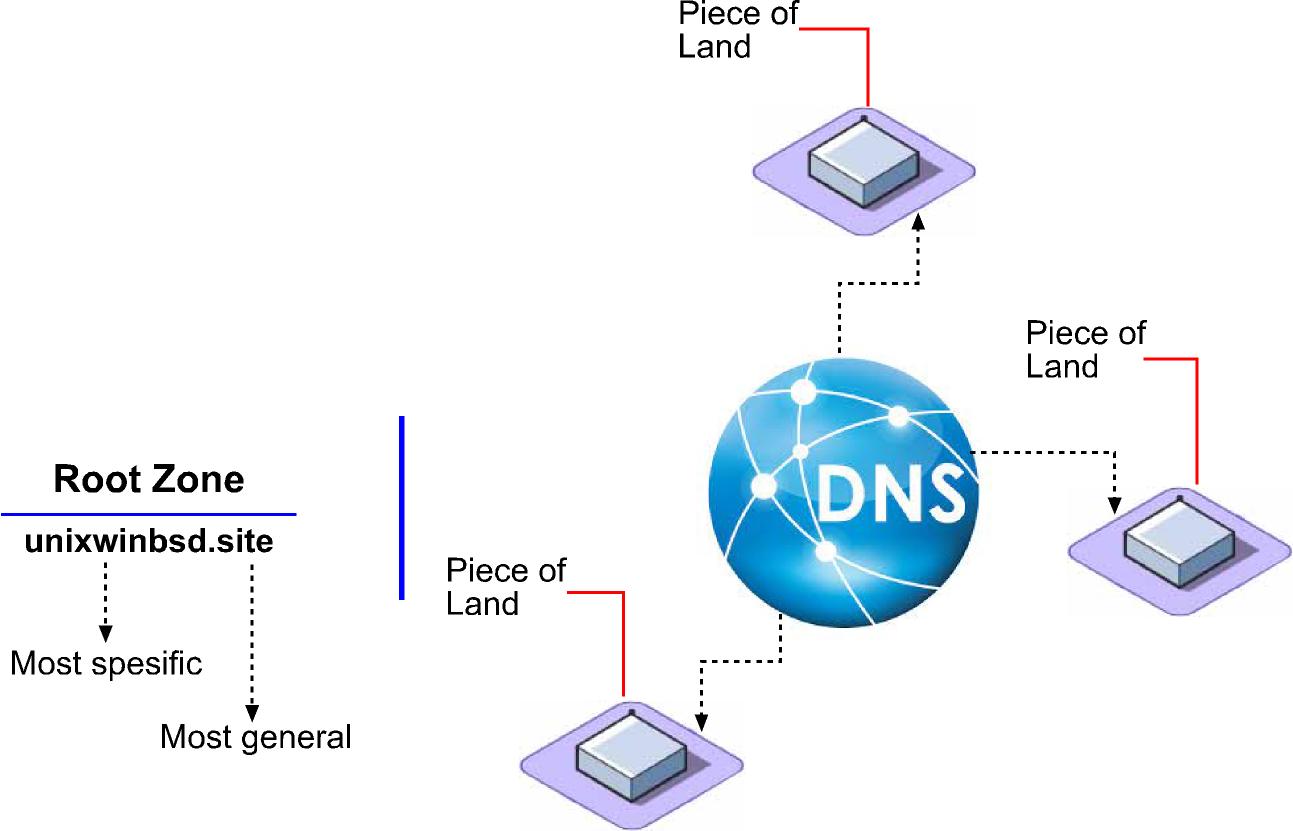 Piece of
Land
Piece of
Land
DNS
Root Zone
unixwinbsd.site
Piece of
Land
Most spesific
Most general